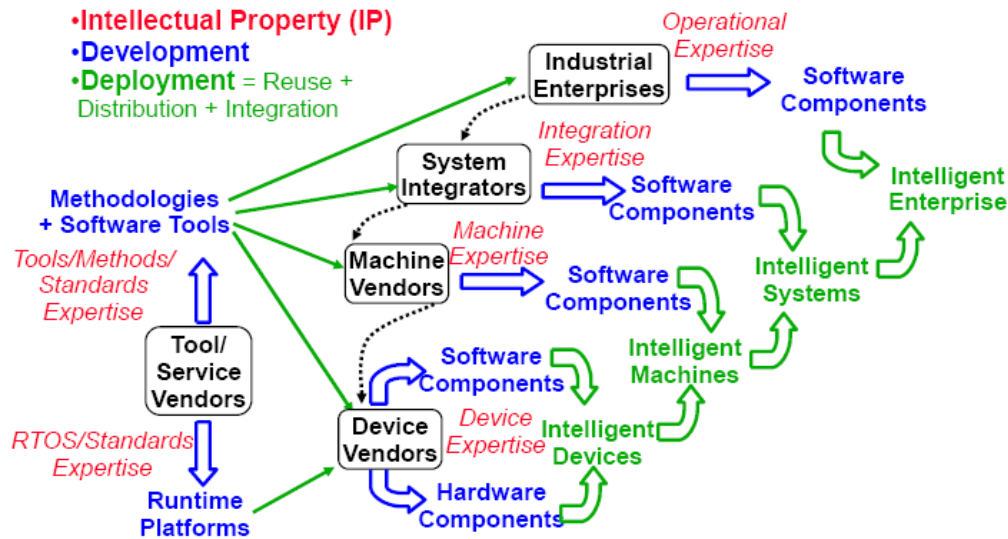 •Intellectual Property (IP)
•Development
•Deployment = Reuse +
Distribution + Integration
Operational
Expertise
Industrial
Enterprises
Software
Components
Integration
Expertise
System
Integrators
Software
Components
Intelligent
Enterprise
Methodologies
+ Software Tools
Machine
Expertise
Machine
Vendors
Software
Components
Intelligent
Systems
Tools/Methods/
Standards
Expertise
Tool/
Service
Vendors
Software
Components
Intelligent
Machines
Device
Vendors
Device
Expertise
Intelligent
Devices
RTOS/Standards
Expertise
Runtime
Platforms
Hardware
Components